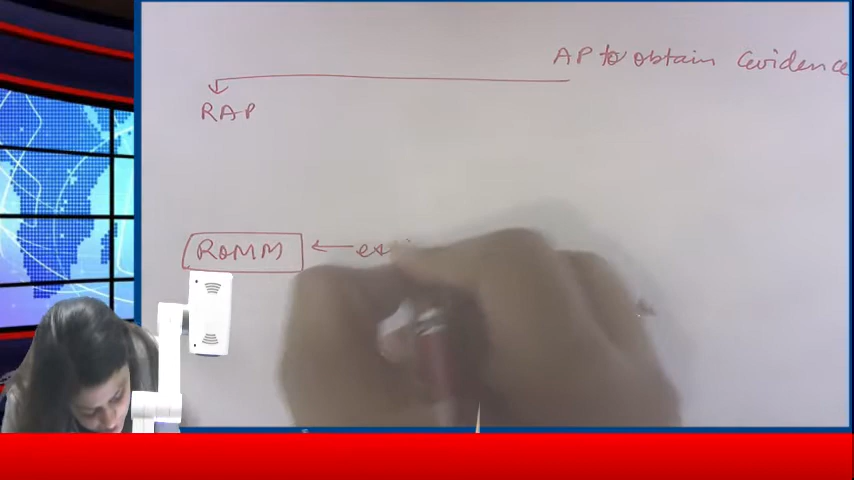 AP to obtain evidence
RAP
ROMM ←